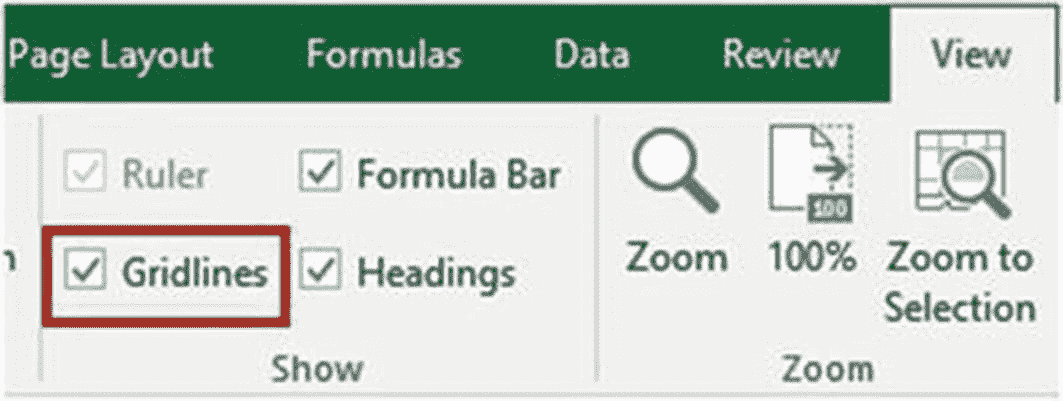 Page Layout Formulas Data Review View
Ruler Formula Bar
Gridlines Headings
Show
Zoom 100% Zoom to
Selection
Zoom